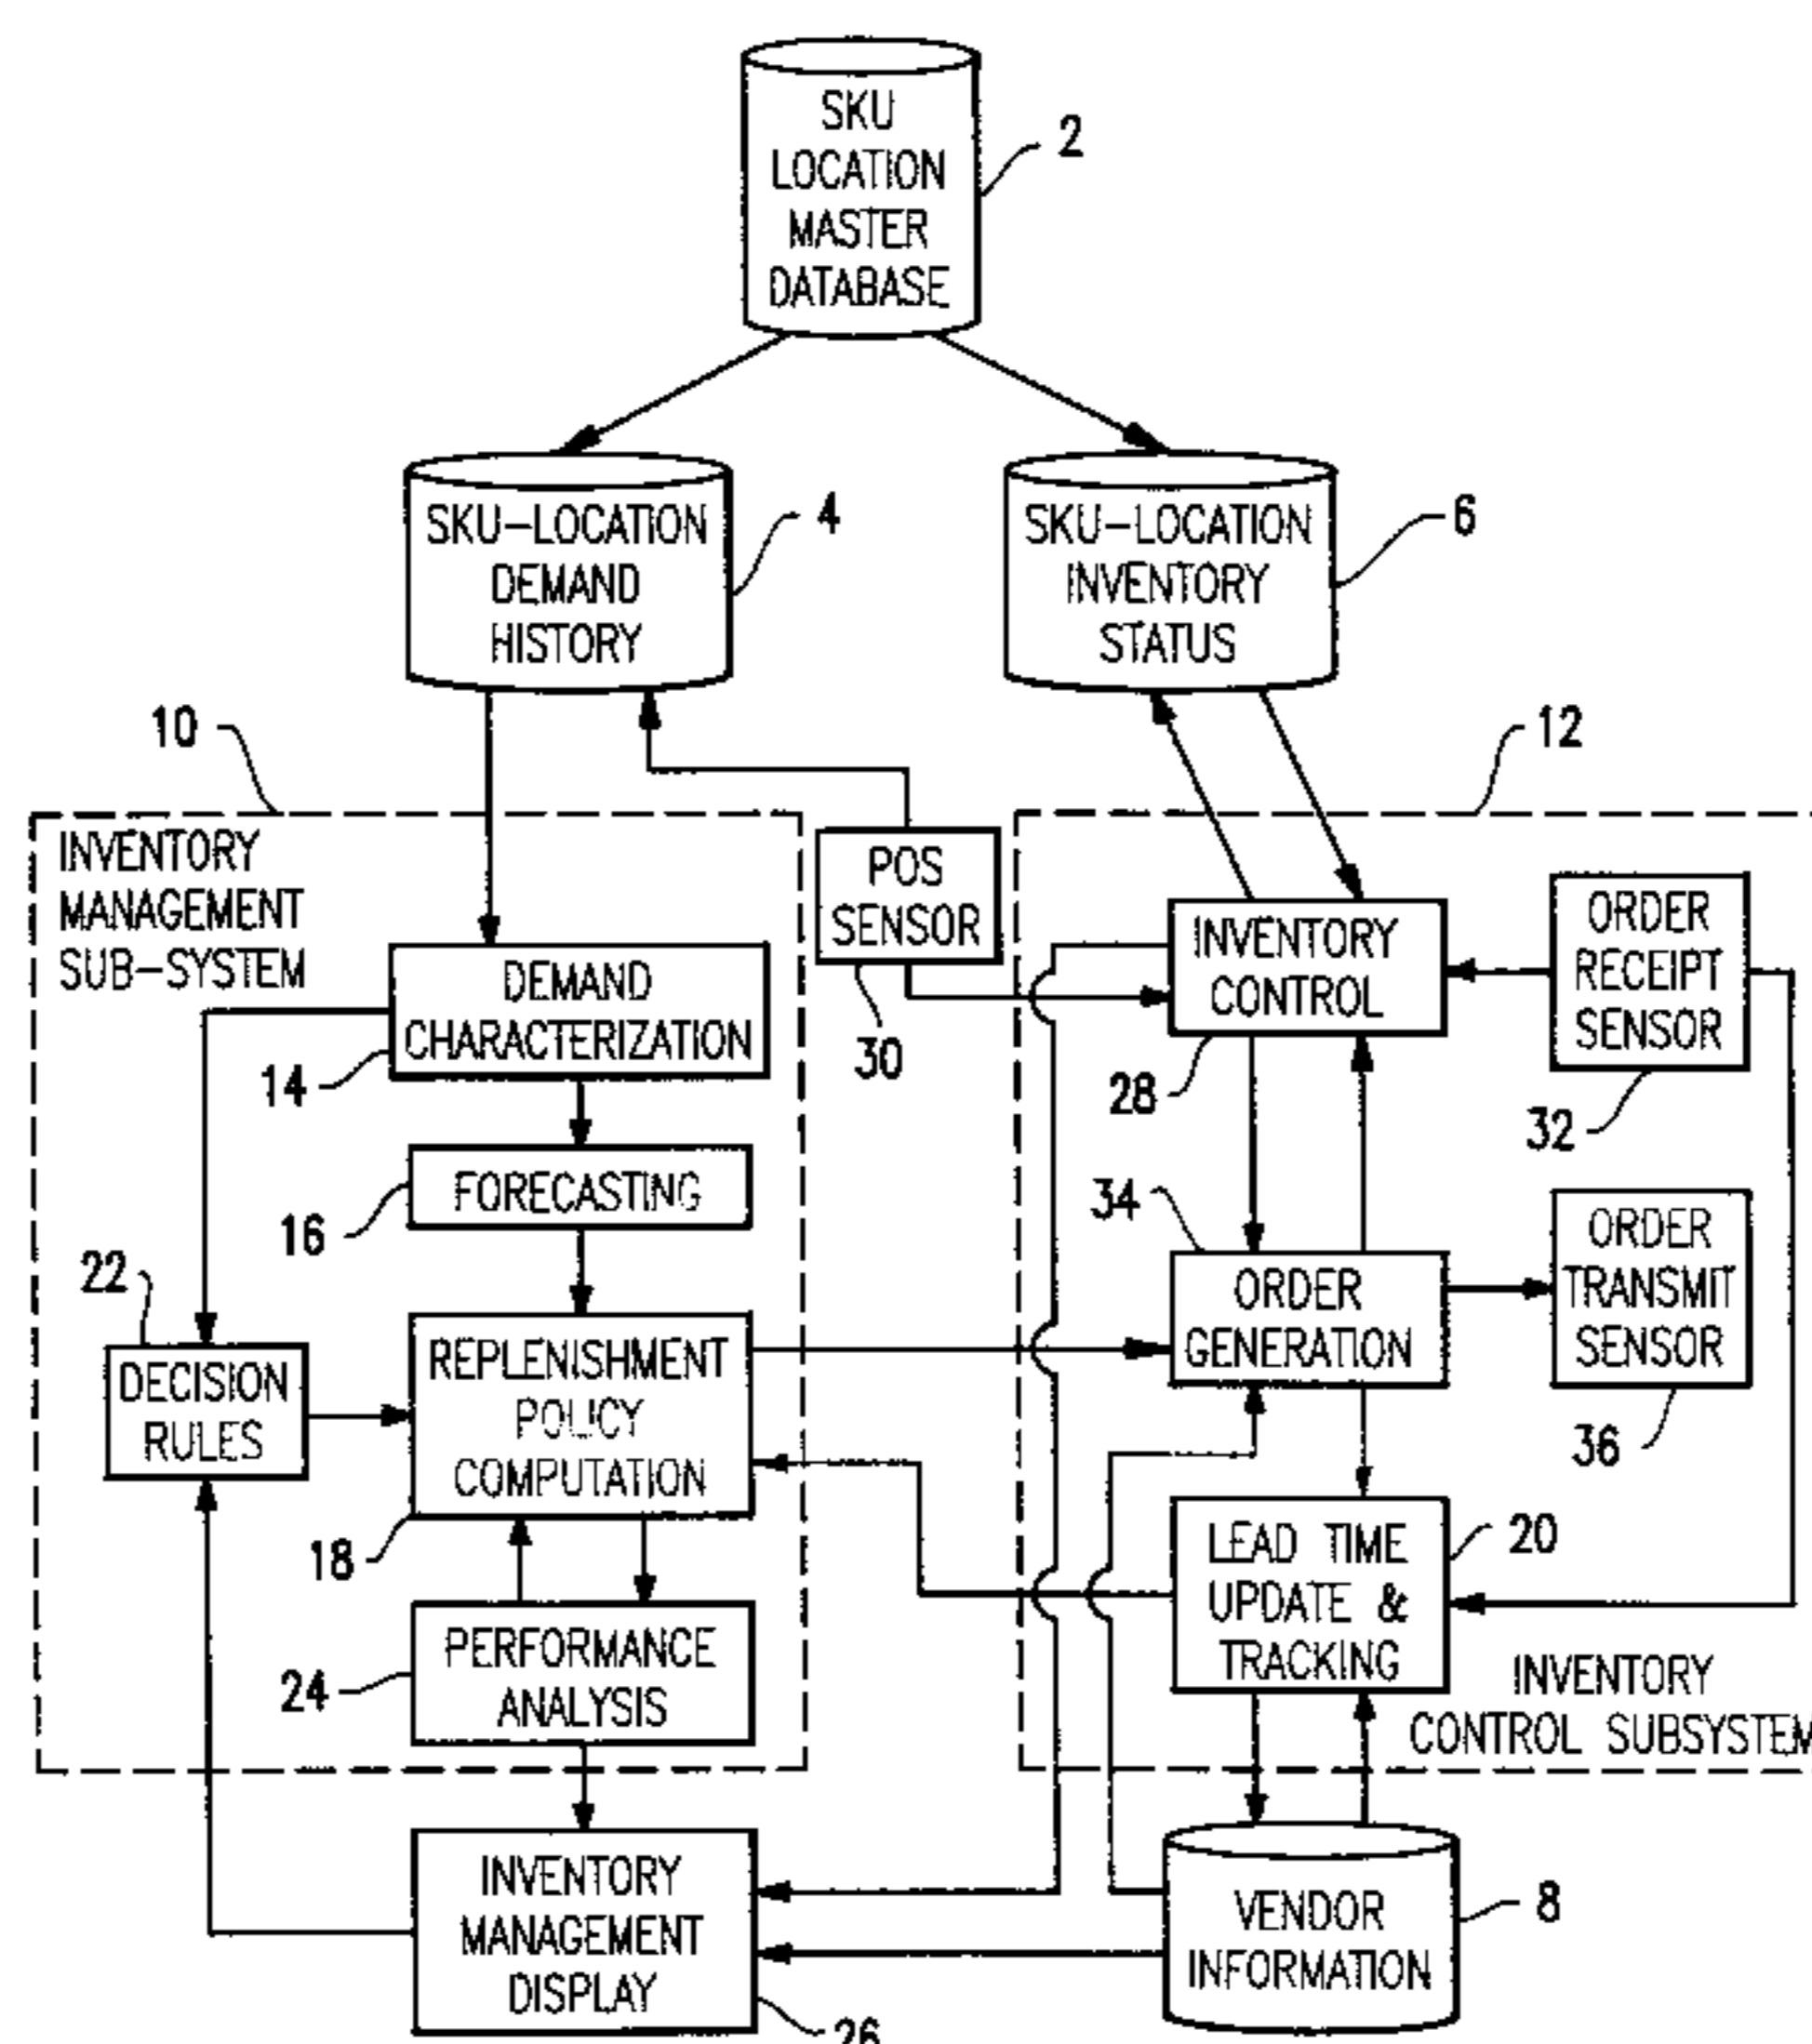 SKU
LOCATION
MASTER
DATABASE
2
SKU-LOCATION
DEMAND
HISTORY
4
SKU-LOCATION
INVENTORY
STATUS
6
10
12
INVENTORY
MANAGEMENT
SUB-SYSTEM
POS
SENSOR
30
DEMAND
CHARACTERIZATION
14
INVENTORY
CONTROL
28
ORDER
RECEIPT
SENSOR
32
FORECASTING
16
34
ORDER
GENERATION
ORDER
TRANSMIT
SENSOR
36
22
DECISION
RULES
REPLENISHMENT
POLICY
COMPUTATION
18
LEAD TIME
UPDATE &
TRACKING
20
PERFORMANCE
ANALYSIS
24
INVENTORY
CONTROL SUBSYSTEM
INVENTORY
MANAGEMENT
DISPLAY
26
VENDOR
INFORMATION
8